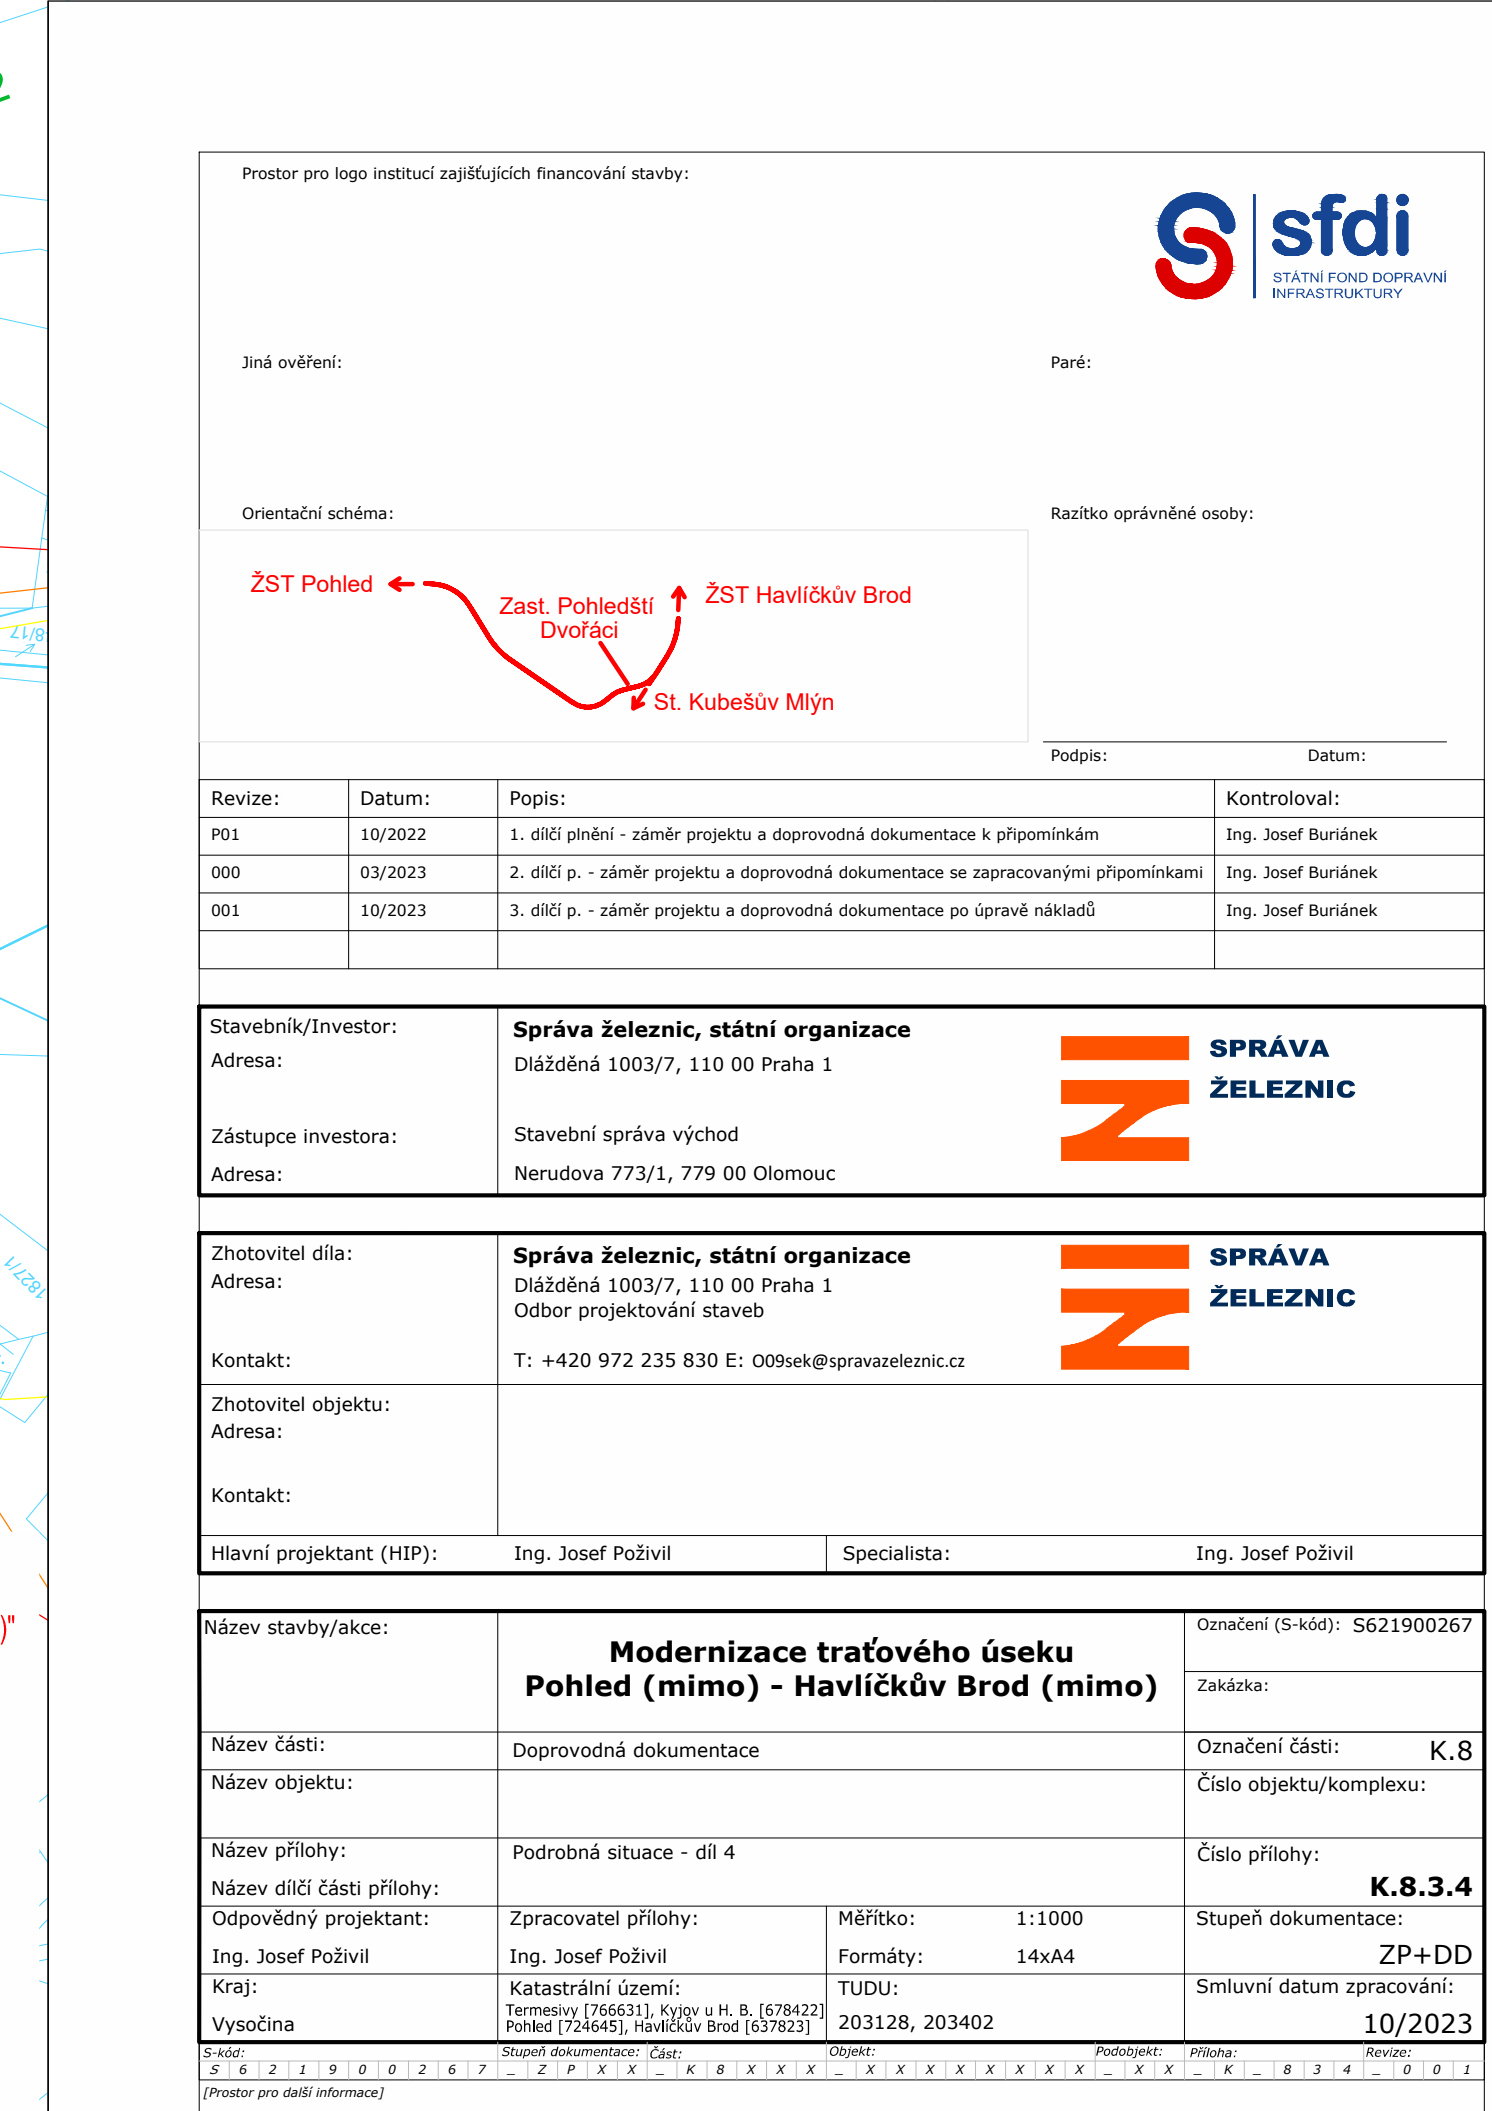 Prostor pro logo institucí zajišťujících financování stavby:
sfdi
STÁTNÍ FOND DOPRAVNÍ
INFRASTRUKTURY
Jiná ověření:
Paré:
Orientační schéma:
Razítko oprávněné osoby:
ŽST Pohled
Zast. Pohledští
Dvořáci
ŽST Havlíčkův Brod
St. Kubešův Mlýn
8/17
Podpis: Datum:
Revize: Datum: Popis: Kontroloval:
P01 10/2022 1. dílčí plnění - záměr projektu a doprovodná dokumentace k připomínkám Ing. Josef Buriánek
000 03/2023 2. dílčí p. - záměr projektu a doprovodná dokumentace se zapracovanými připomínkami Ing. Josef Buriánek
001 10/2023 3. dílčí p. - záměr projektu a doprovodná dokumentace po úpravě nákladů Ing. Josef Buriánek
Stavebník/Investor: Správa železnic, státní organizace
Adresa: Dlážděná 1003/7, 110 00 Praha 1
SPRÁVA
ŽELEZNIC
Zástupce investora: Stavební správa východ
Adresa: Nerudova 773/1, 779 00 Olomouc
1827/1
Zhotovitel díla: Správa železnic, státní organizace
Adresa: Dlážděná 1003/7, 110 00 Praha 1
Odbor projektování staveb
SPRÁVA
ŽELEZNIC
Kontakt: T: +420 972 235 830 E: O09sek@spravazeleznic.cz
Zhotovitel objektu:
Adresa:
Kontakt:
Hlavní projektant (HIP): Ing. Josef Poživil Specialista: Ing. Josef Poživil
)"
Název stavby/akce:
Modernizace traťového úseku
Pohled (mimo) - Havlíčkův Brod (mimo)
Označení (S-kód): S621900267
Zakázka:
Název části: Doprovodná dokumentace Označení části: K.8
Název objektu: Číslo objektu/komplexu:
Název přílohy: Podrobná situace - díl 4 Číslo přílohy:
Název dílčí části přílohy: K.8.3.4
Odpovědný projektant: Zpracovatel přílohy: Měřítko: 1:1000 Stupeň dokumentace:
Ing. Josef Poživil Ing. Josef Poživil Formáty: 14xA4 ZP+DD
Kraj: Katastrální území: TUDU: Smluvní datum zpracování:
Vysočina
Termesivy [766631], Kyjov u H. B. [678422]
Pohled [724645], Havlíčkův Brod [637823]
203128, 203402
10/2023
S-kód: Stupeň dokumentace: Část: Objekt: Podobjekt: Příloha: Revize:
S 6 2 1 9 0 0 2 6 7 _ Z P X X _ K 8 X X X _ X X X X X X X X _ X X _ K _ 8 3 4 _ 0 0 1
[Prostor pro další informace]